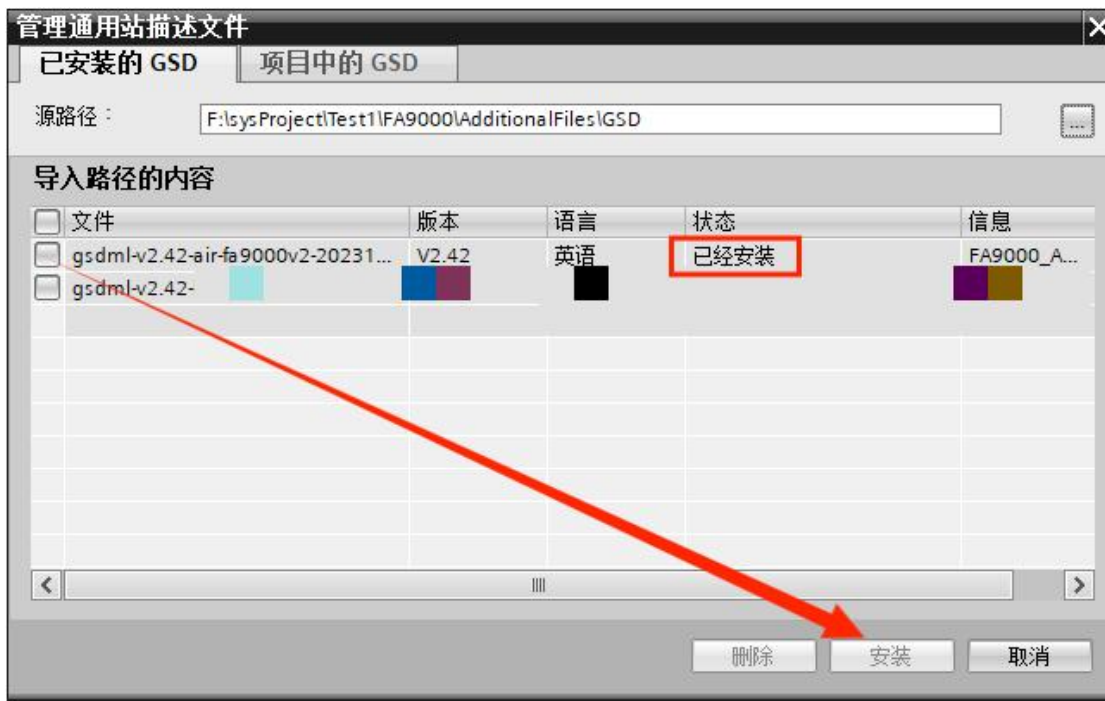 管理通用站描述文件
已安装的 GSD 项目中的 GSD
源路径： F:\sysProject\Test1\FA9000\AdditionalFiles\GSD ...
导入路径的内容
文件 版本 语言 状态 信息
gsdml-v2.42-air-fa9000v2-20231... V2.42 英语 已经安装 FA9000_A...
gsdml-v2.42-
删除 安装 取消